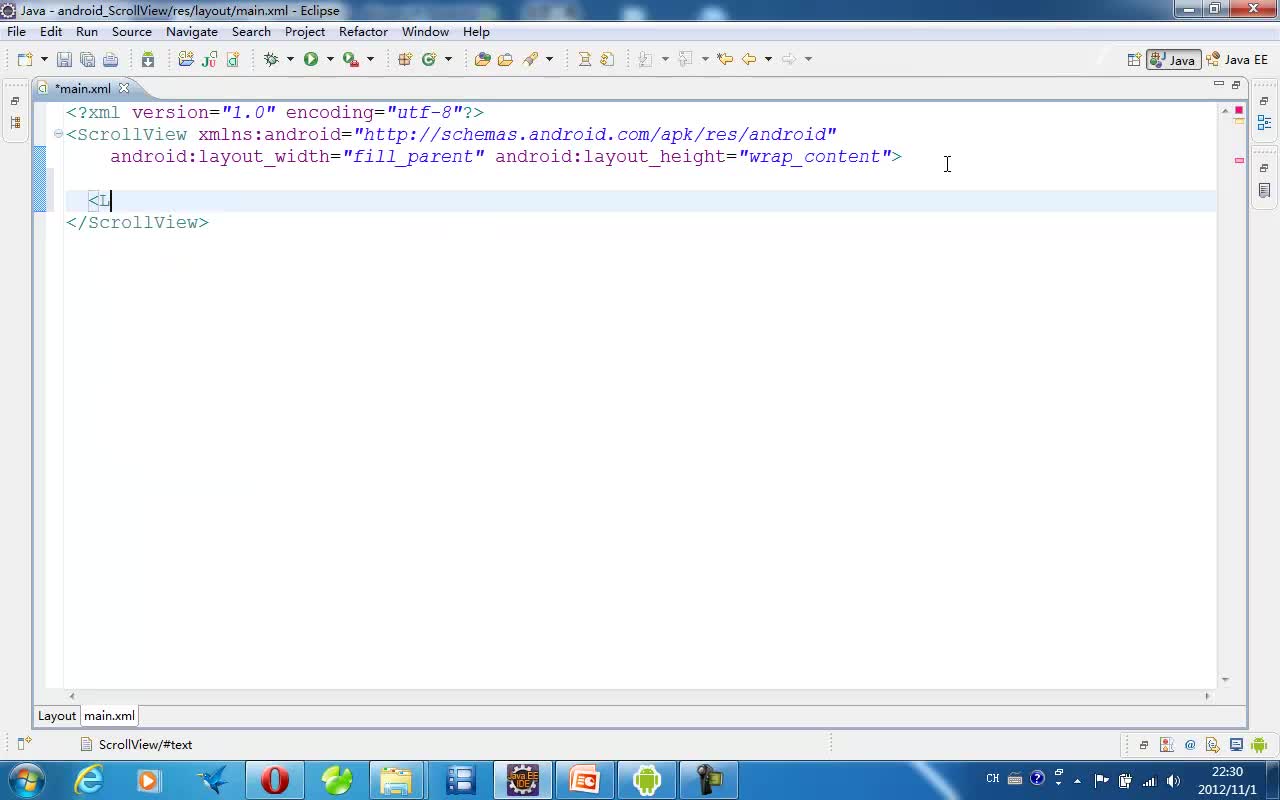 Java - android_ScrollView/res/layout/main.xml - Eclipse
File Edit Run Source Navigate Search Project Refactor Window Help
Java Java EE
*main.xml
<?xml version="1.0" encoding="utf-8"?>
<ScrollView xmlns:android="http://schemas.android.com/apk/res/android"
android:layout_width="fill_parent" android:layout_height="wrap_content">
<L
</ScrollView>
Layout main.xml
ScrollView/#text
Java EE IDE
CH
22:30
2012/11/1